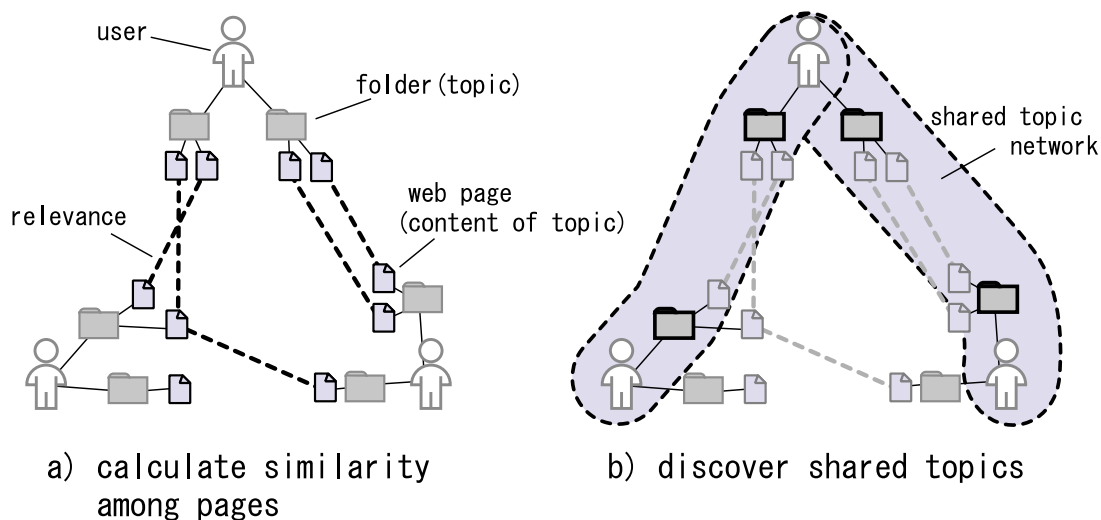 user
folder(topic)
relevance
web page
(content of topic)
a) calculate similarity
among pages
shared topic
network
b) discover shared topics